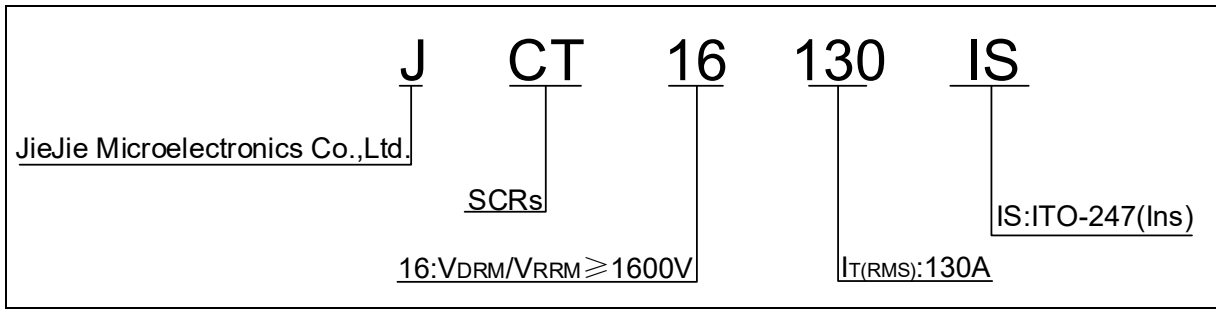 J CT 16 130 IS
JieJie Microelectronics Co.,Ltd.
SCRs
IS:ITO-247(Ins)
16:VDRM/VRRM≥1600V
IT(RMS):130A